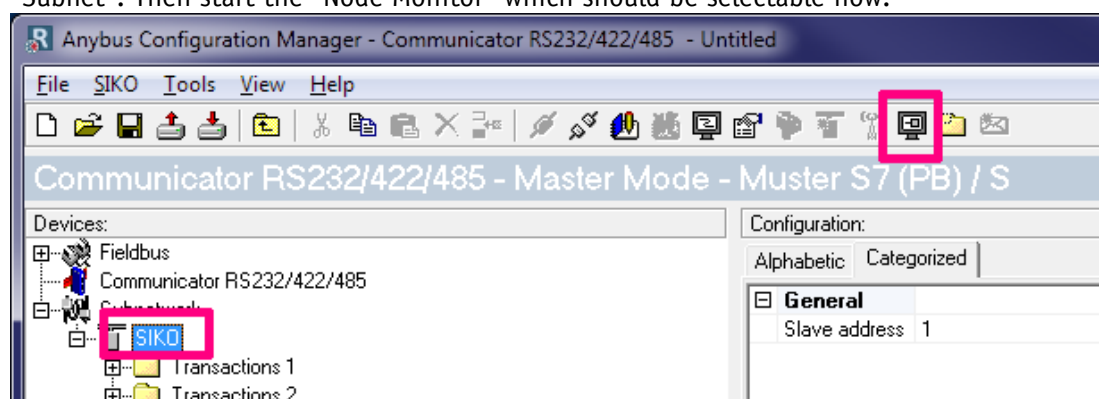 "Subnet". Then start the "Node Monitor" which should be selectable now.
Anybus Configuration Manager - Communicator RS232/422/485 - Untitled
File SIKO Tools View Help
Communicator RS232/422/485 - Master Mode - Muster S7 (PB) / S
Devices:
Fieldbus
Communicator RS232/422/485
Subnetwork
SIKO
Transactions 1
Transactions 2
Configuration:
Alphabetic Categorized
General
Slave address 1